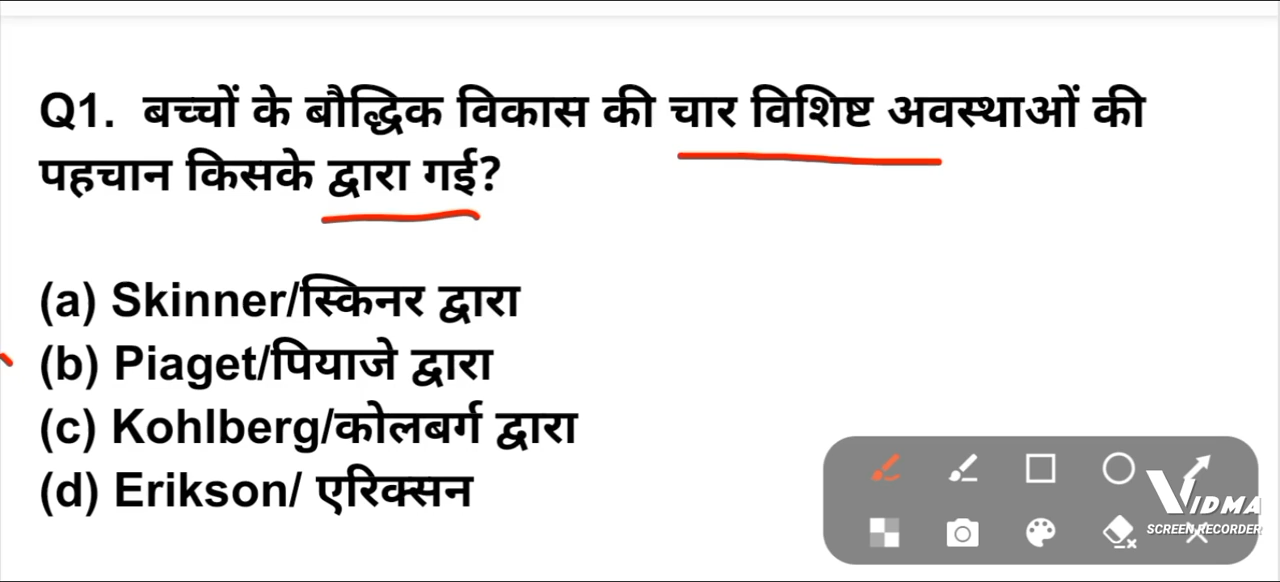 Q1. बच्चों के बौद्धिक विकास की चार विशिष्ट अवस्थाओं की
पहचान किसके द्वारा गई?
(a) Skinner/स्किनर द्वारा
(b) Piaget/पियाजे द्वारा
(c) Kohlberg/कोलबर्ग द्वारा
(d) Erikson/ एरिक्सन
VIDMA
SCREEN RECORDER